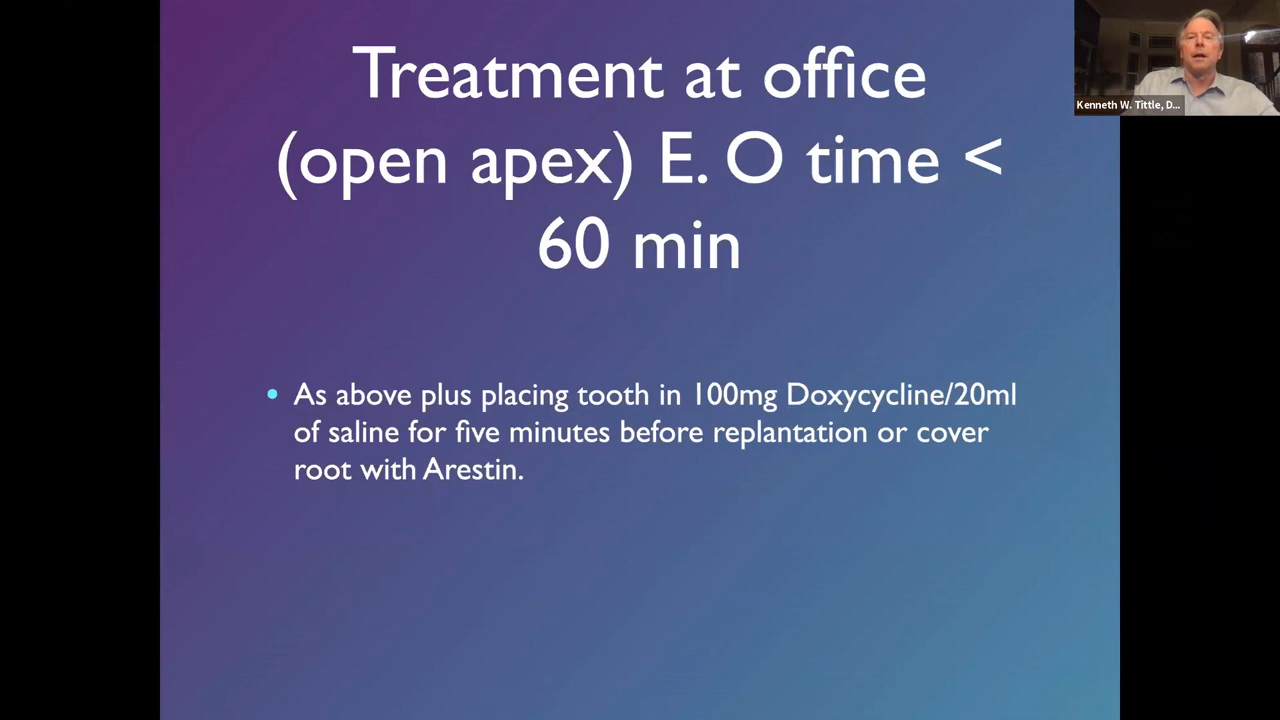 Treatment at office
(open apex) E. O time <
60 min
• As above plus placing tooth in 100mg Doxycycline/20ml
of saline for five minutes before replantation or cover
root with Arestin.
Kenneth W. Tittle, D...